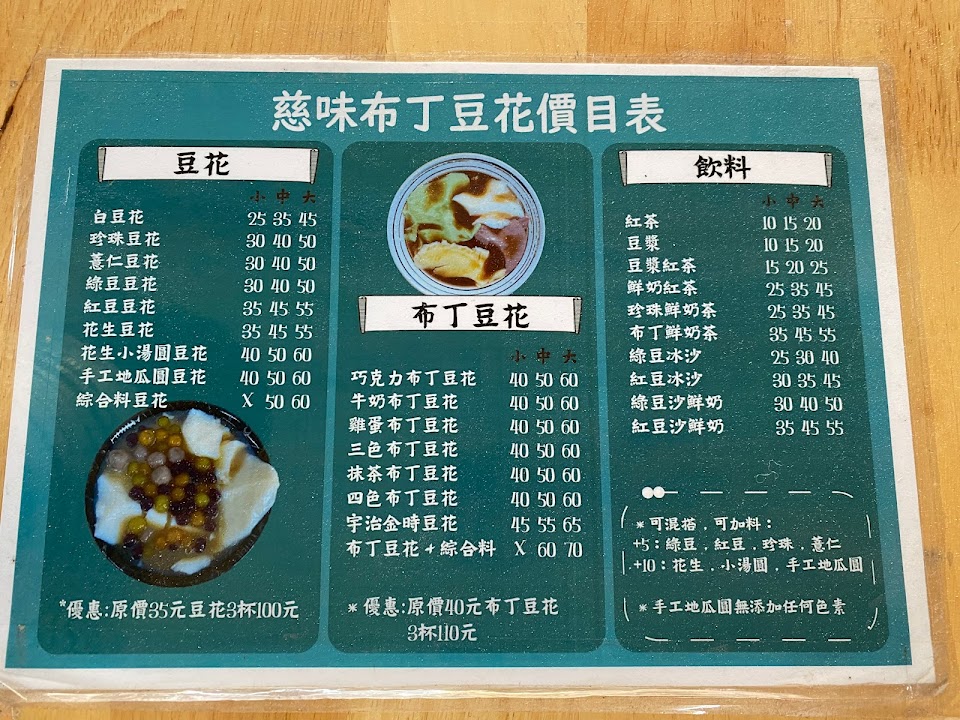 慈味布丁豆花價目表
豆花
小 中 大
白豆花 25 35 45
珍珠豆花 30 40 50
薏仁豆花 30 40 50
綠豆豆花 30 40 50
紅豆豆花 35 45 55
花生豆花 35 45 55
花生小湯圓豆花 40 50 60
手工地瓜圓豆花 40 50 60
綜合料豆花 X 50 60
*優惠:原價35元豆花3杯100元
布丁豆花
小 中 大
巧克力布丁豆花 40 50 60
牛奶布丁豆花 40 50 60
雞蛋布丁豆花 40 50 60
三色布丁豆花 40 50 60
抹茶布丁豆花 40 50 60
四色布丁豆花 40 50 60
宇治金時豆花 45 55 65
布丁豆花+綜合料 X 60 70
*優惠:原價40元布丁豆花
3杯110元
飲料
小 中 大
紅茶 10 15 20
豆漿 10 15 20
豆漿紅茶 15 20 25
鮮奶紅茶 25 35 45
珍珠鮮奶茶 25 35 45
布丁鮮奶茶 35 45 55
綠豆冰沙 25 30 40
紅豆冰沙 30 35 45
綠豆沙鮮奶 30 40 50
紅豆沙鮮奶 35 45 55
*可混搭,可加料:
+5:綠豆,紅豆,珍珠,薏仁
+10:花生,小湯圓,手工地瓜圓
*手工地瓜圓無添加任何色素